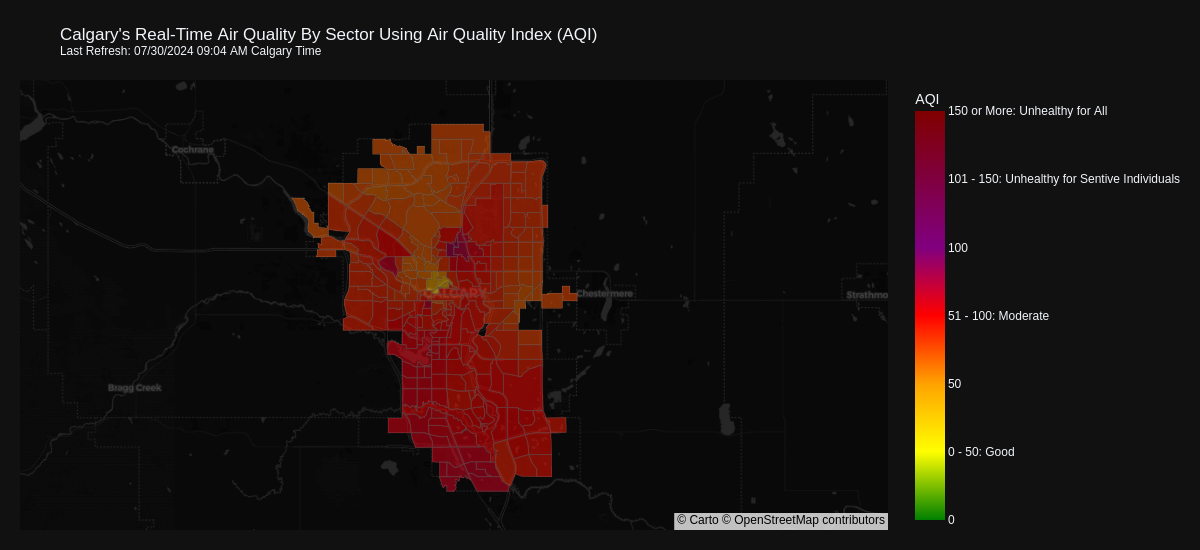 Calgary's Real-Time Air Quality By Sector Using Air Quality Index (AQI)
Last Refresh: 07/30/2024 09:04 AM Calgary Time
AQI
150 or More: Unhealthy for All
101 - 150: Unhealthy for Sentive Individuals
100
51 - 100: Moderate
50
0 - 50: Good
0
Cochrane
CALGARY
Chestermere
Strathmo
Bragg Creek
© Carto © OpenStreetMap contributors